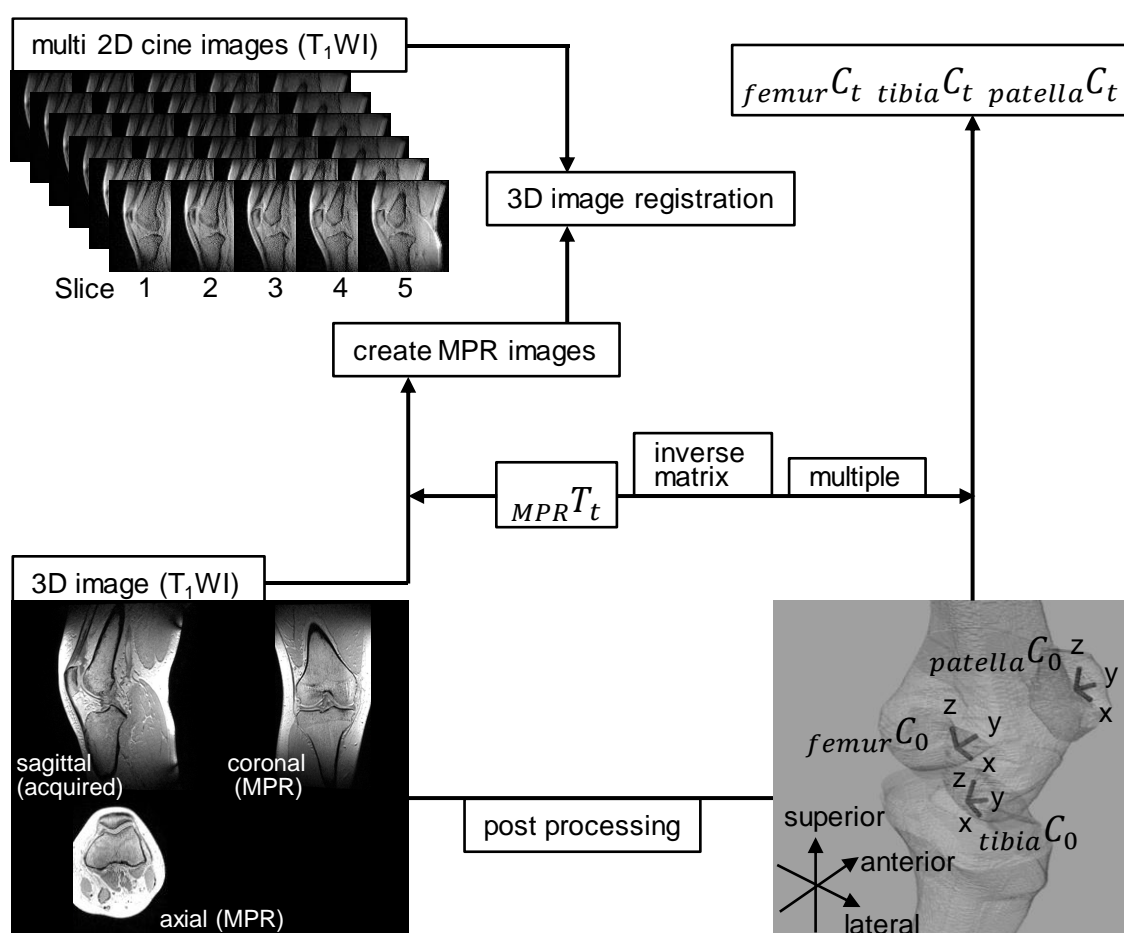 multi 2D cine images (T₁WI)
Slice 1 2 3 4 5
femurCt tibiaCt patellaCt
3D image registration
create MPR images
MPRTt
inverse
matrix
multiple
3D image (T₁WI)
sagittal
(acquired)
coronal
(MPR)
axial (MPR)
post processing
patellaC0
z
y
x
femurC0
z
y
x
z
y
x
tibiaC0
superior
anterior
lateral